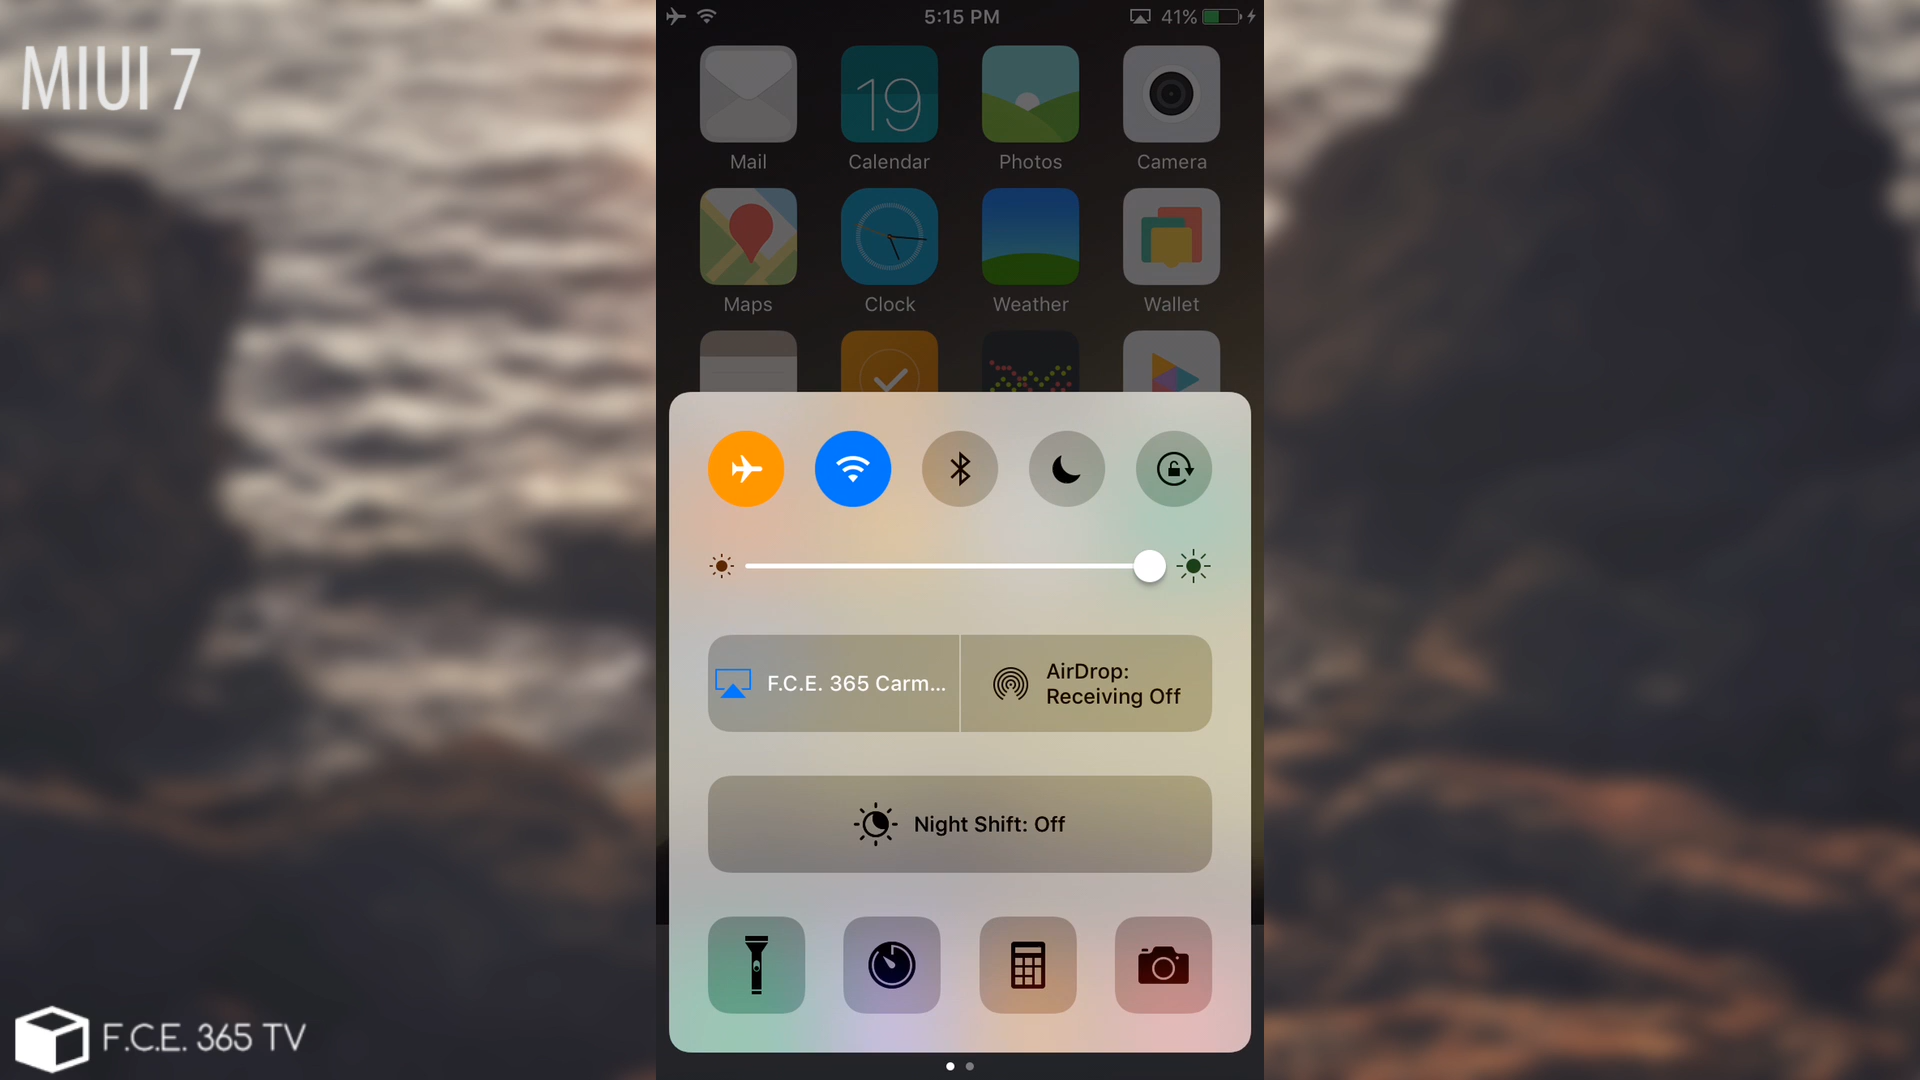 MIUI 7
5:15 PM
41%
19
Mail
Calendar
Photos
Camera
Maps
Clock
Weather
Wallet
F.C.E. 365 Carm...
AirDrop:
Receiving Off
Night Shift: Off
F.C.E. 365 TV